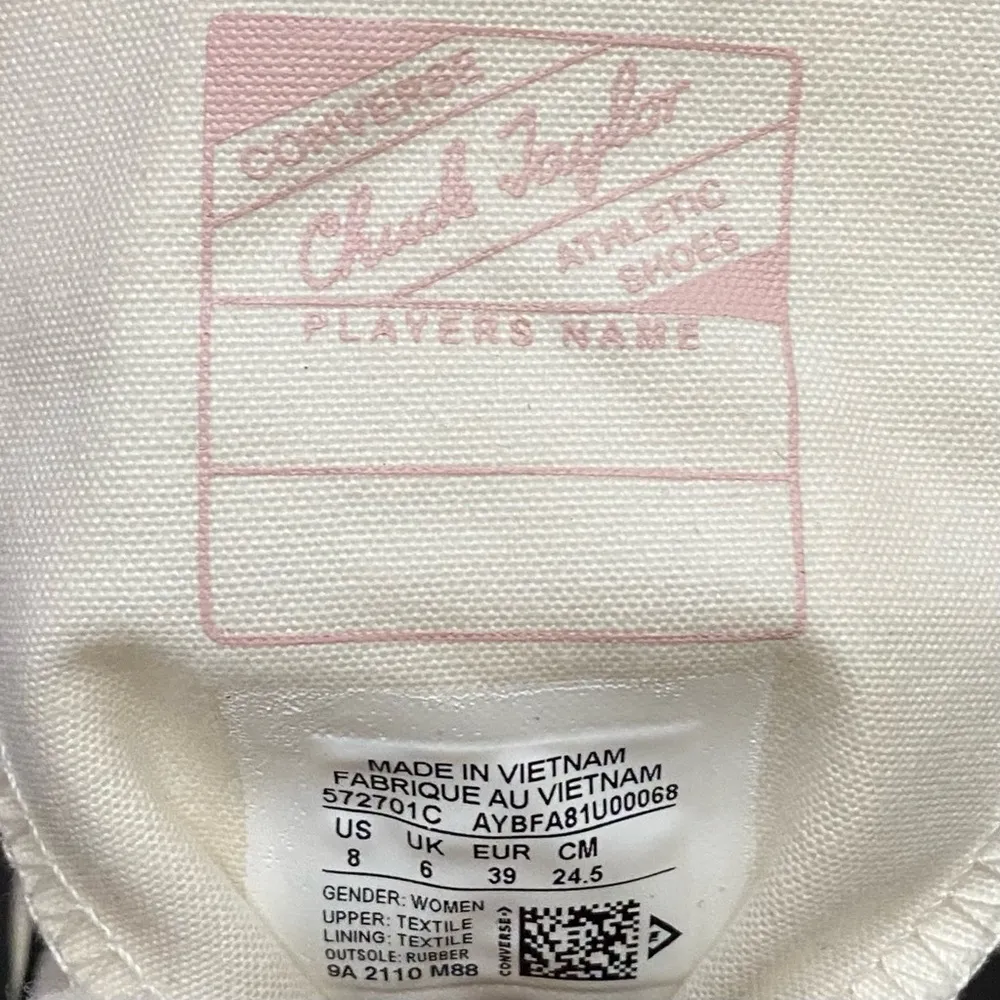 CONVERSE
Chuck Taylor
ATHLETIC
SHOES
PLAYERS NAME
MADE IN VIETNAM
FABRIQUE AU VIETNAM
572701C AYBFA81U00068
US UK EUR CM
8 6 39 24.5
GENDER: WOMEN
UPPER: TEXTILE
LINING: TEXTILE
OUTSOLE: RUBBER
9A 2110 M88
CONVERSE